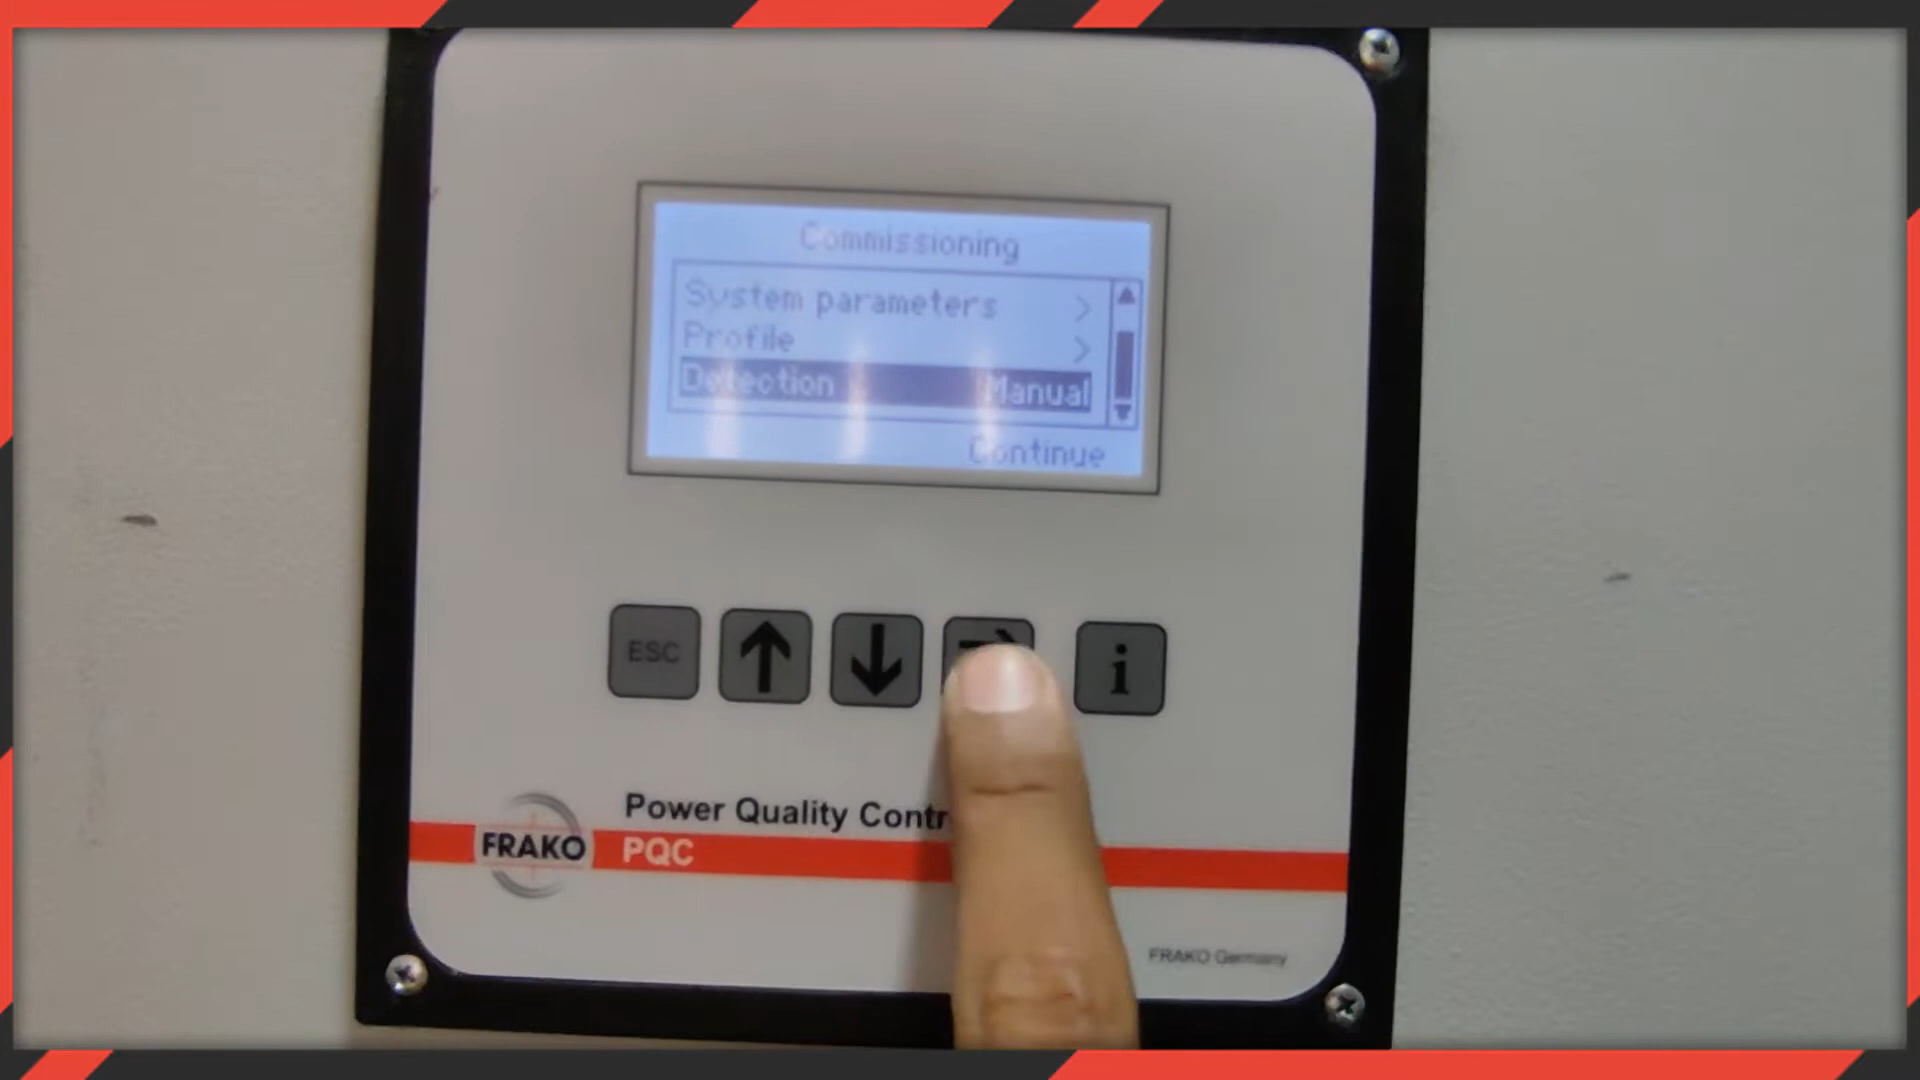 Commissioning
System parameters >
Profile >
Detection Manual
Continue
ESC
i
Power Quality Contr
FRAKO
PQC
FRAKO Germany